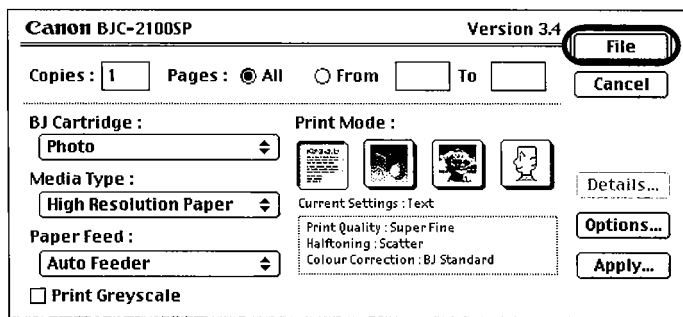 Canon BJC-2100SP Version 3.4
File
Copies : 1 Pages : All From To
Cancel
BJ Cartridge :
Photo
Media Type :
High Resolution Paper
Paper Feed :
Auto Feeder
Print Greyscale
Print Mode :
Current Settings : Text
Print Quality : Super Fine
Halftoning : Scatter
Colour Correction : BJ Standard
Details...
Options...
Apply...